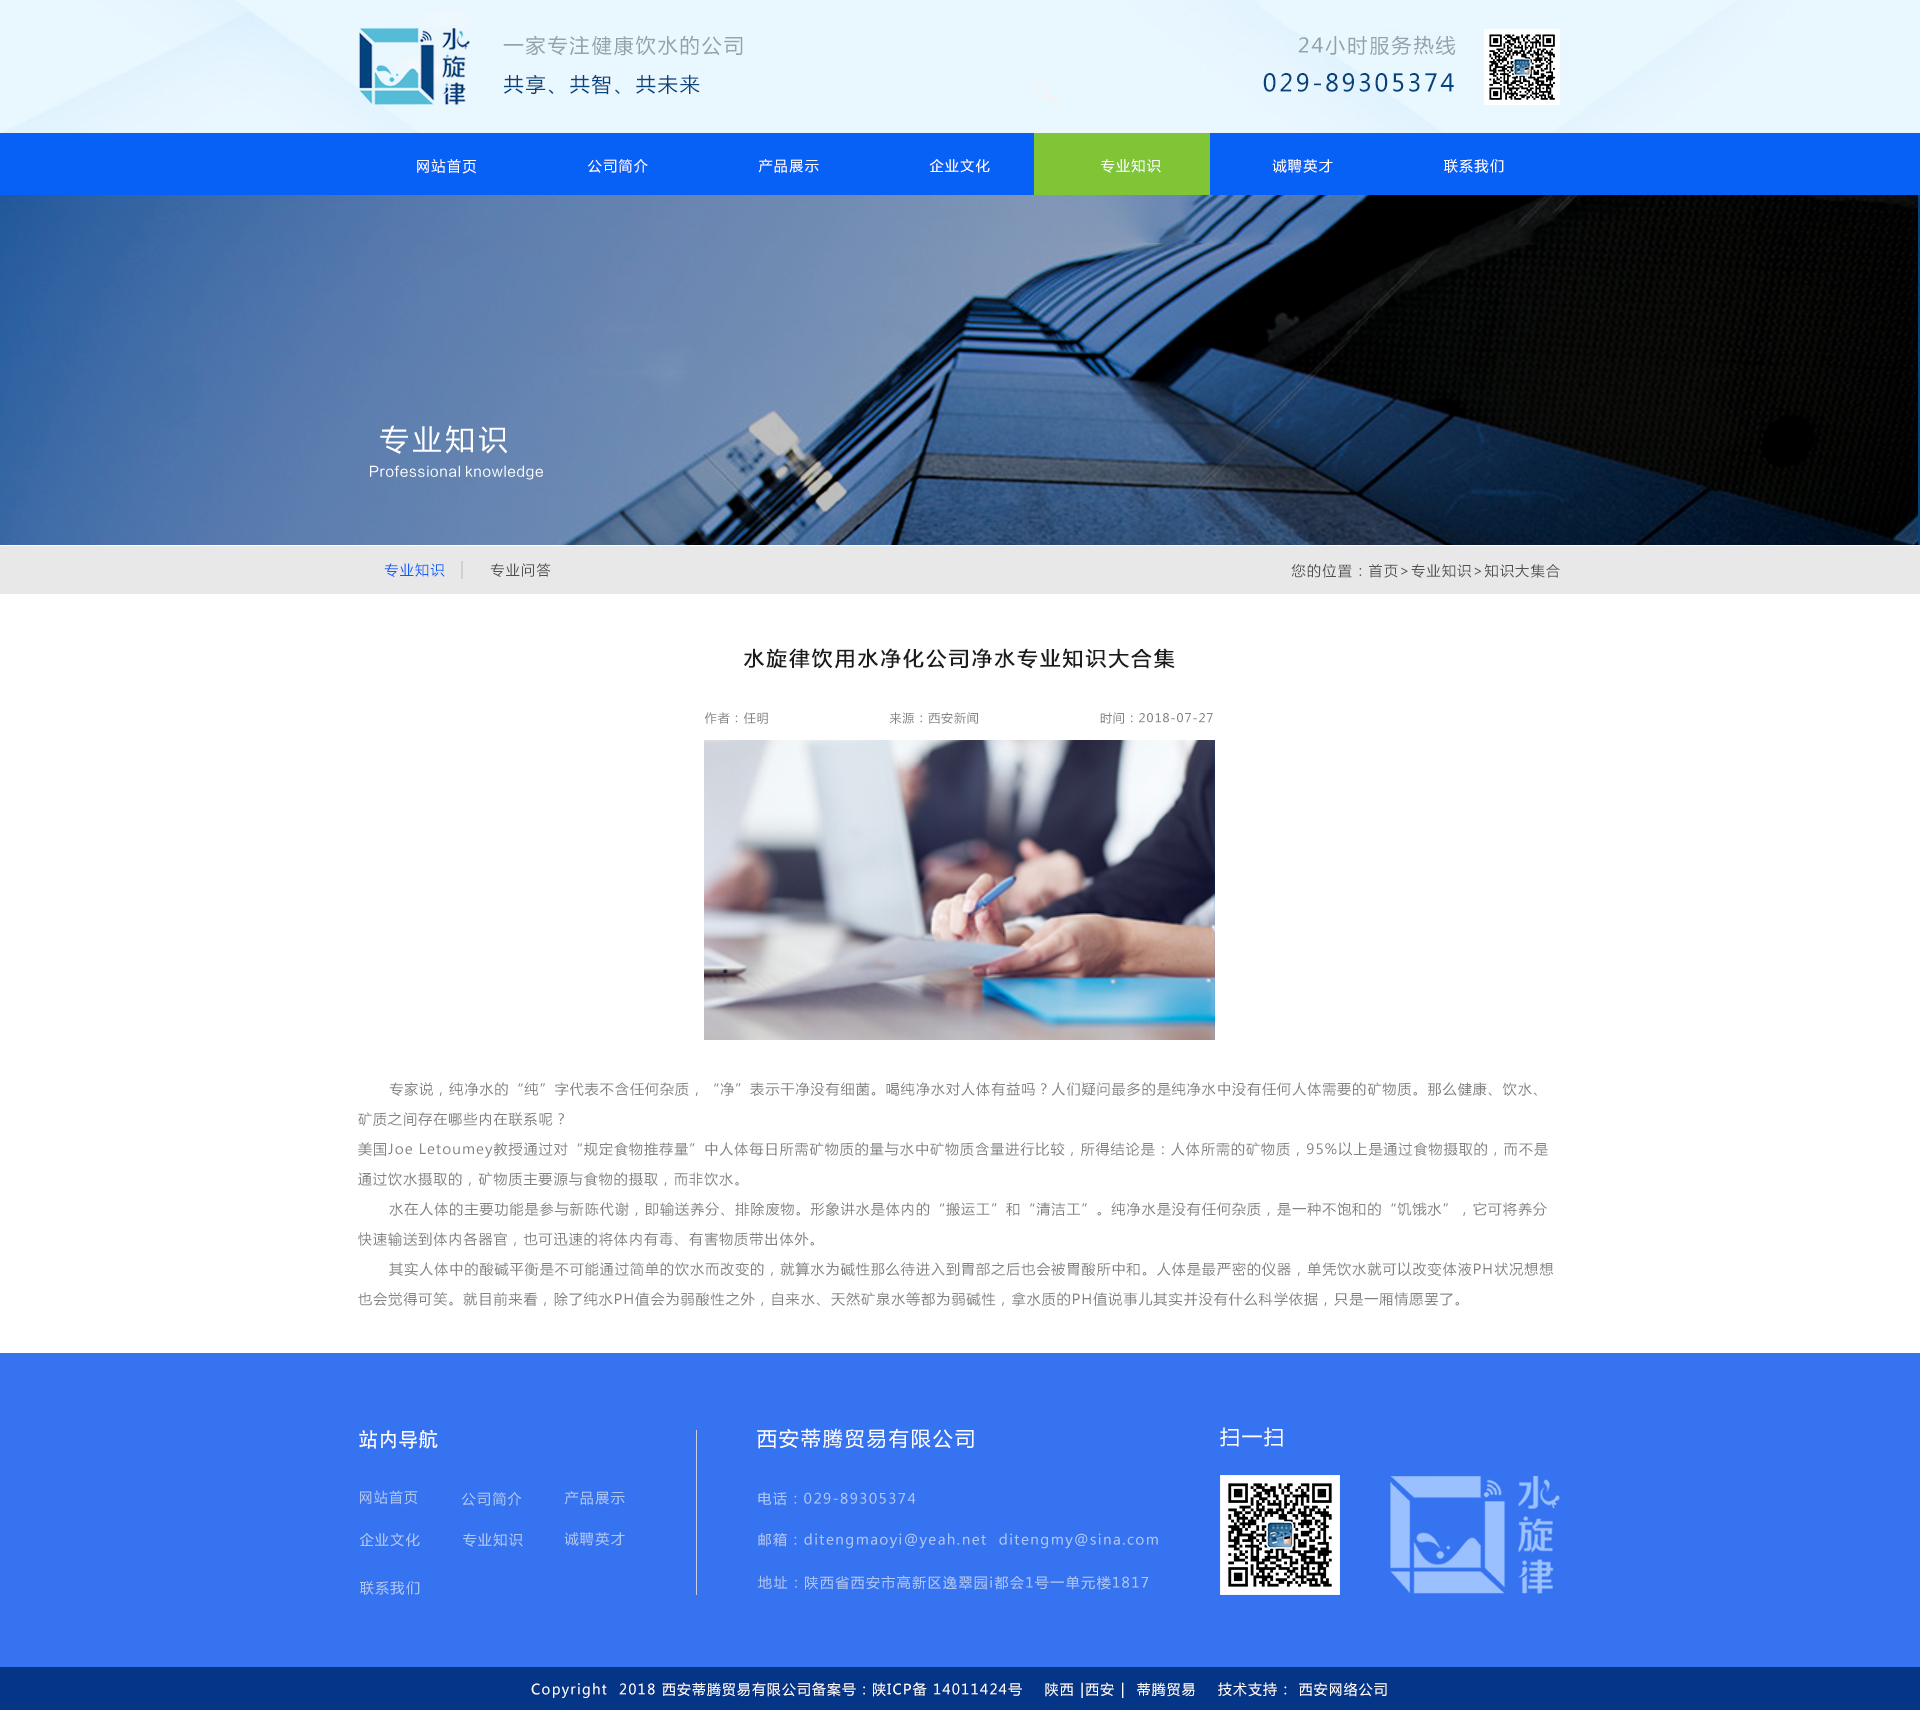 水旋律
一家专注健康饮水的公司
共享、共智、共未来
24小时服务热线
029-89305374
网站首页 公司简介 产品展示 企业文化 专业知识 诚聘英才 联系我们
专业知识
Professional knowledge
专业知识 专业问答 您的位置：首页>专业知识>知识大集合
水旋律饮用水净化公司净水专业知识大合集
作者：任明 来源：西安新闻 时间：2018-07-27
专家说，纯净水的“纯”字代表不含任何杂质，“净”表示干净没有细菌。喝纯净水对人体有益吗？人们疑问最多的是纯净水中没有任何人体需要的矿物质。那么健康、饮水、
矿质之间存在哪些内在联系呢？
美国Joe Letoumey教授通过对“规定食物推荐量”中人体每日所需矿物质的量与水中矿物质含量进行比较，所得结论是：人体所需的矿物质，95%以上是通过食物摄取的，而不是
通过饮水摄取的，矿物质主要源与食物的摄取，而非饮水。
水在人体的主要功能是参与新陈代谢，即输送养分、排除废物。形象讲水是体内的“搬运工”和“清洁工”。纯净水是没有任何杂质，是一种不饱和的“饥饿水”，它可将养分
快速输送到体内各器官，也可迅速的将体内有毒、有害物质带出体外。
其实人体中的酸碱平衡是不可能通过简单的饮水而改变的，就算水为碱性那么待进入到胃部之后也会被胃酸所中和。人体是最严密的仪器，单凭饮水就可以改变体液PH状况想想
也会觉得可笑。就目前来看，除了纯水PH值会为弱酸性之外，自来水、天然矿泉水等都为弱碱性，拿水质的PH值说事儿其实并没有什么科学依据，只是一厢情愿罢了。
站内导航
网站首页 公司简介 产品展示
企业文化 专业知识 诚聘英才
联系我们
西安蒂腾贸易有限公司
电话：029-89305374
邮箱：ditengmaoyi@yeah.net ditengmy@sina.com
地址：陕西省西安市高新区逸翠园i都会1号一单元楼1817
扫一扫
水旋律
Copyright 2018 西安蒂腾贸易有限公司备案号：陕ICP备 14011424号 陕西 |西安 | 蒂腾贸易 技术支持： 西安网络公司